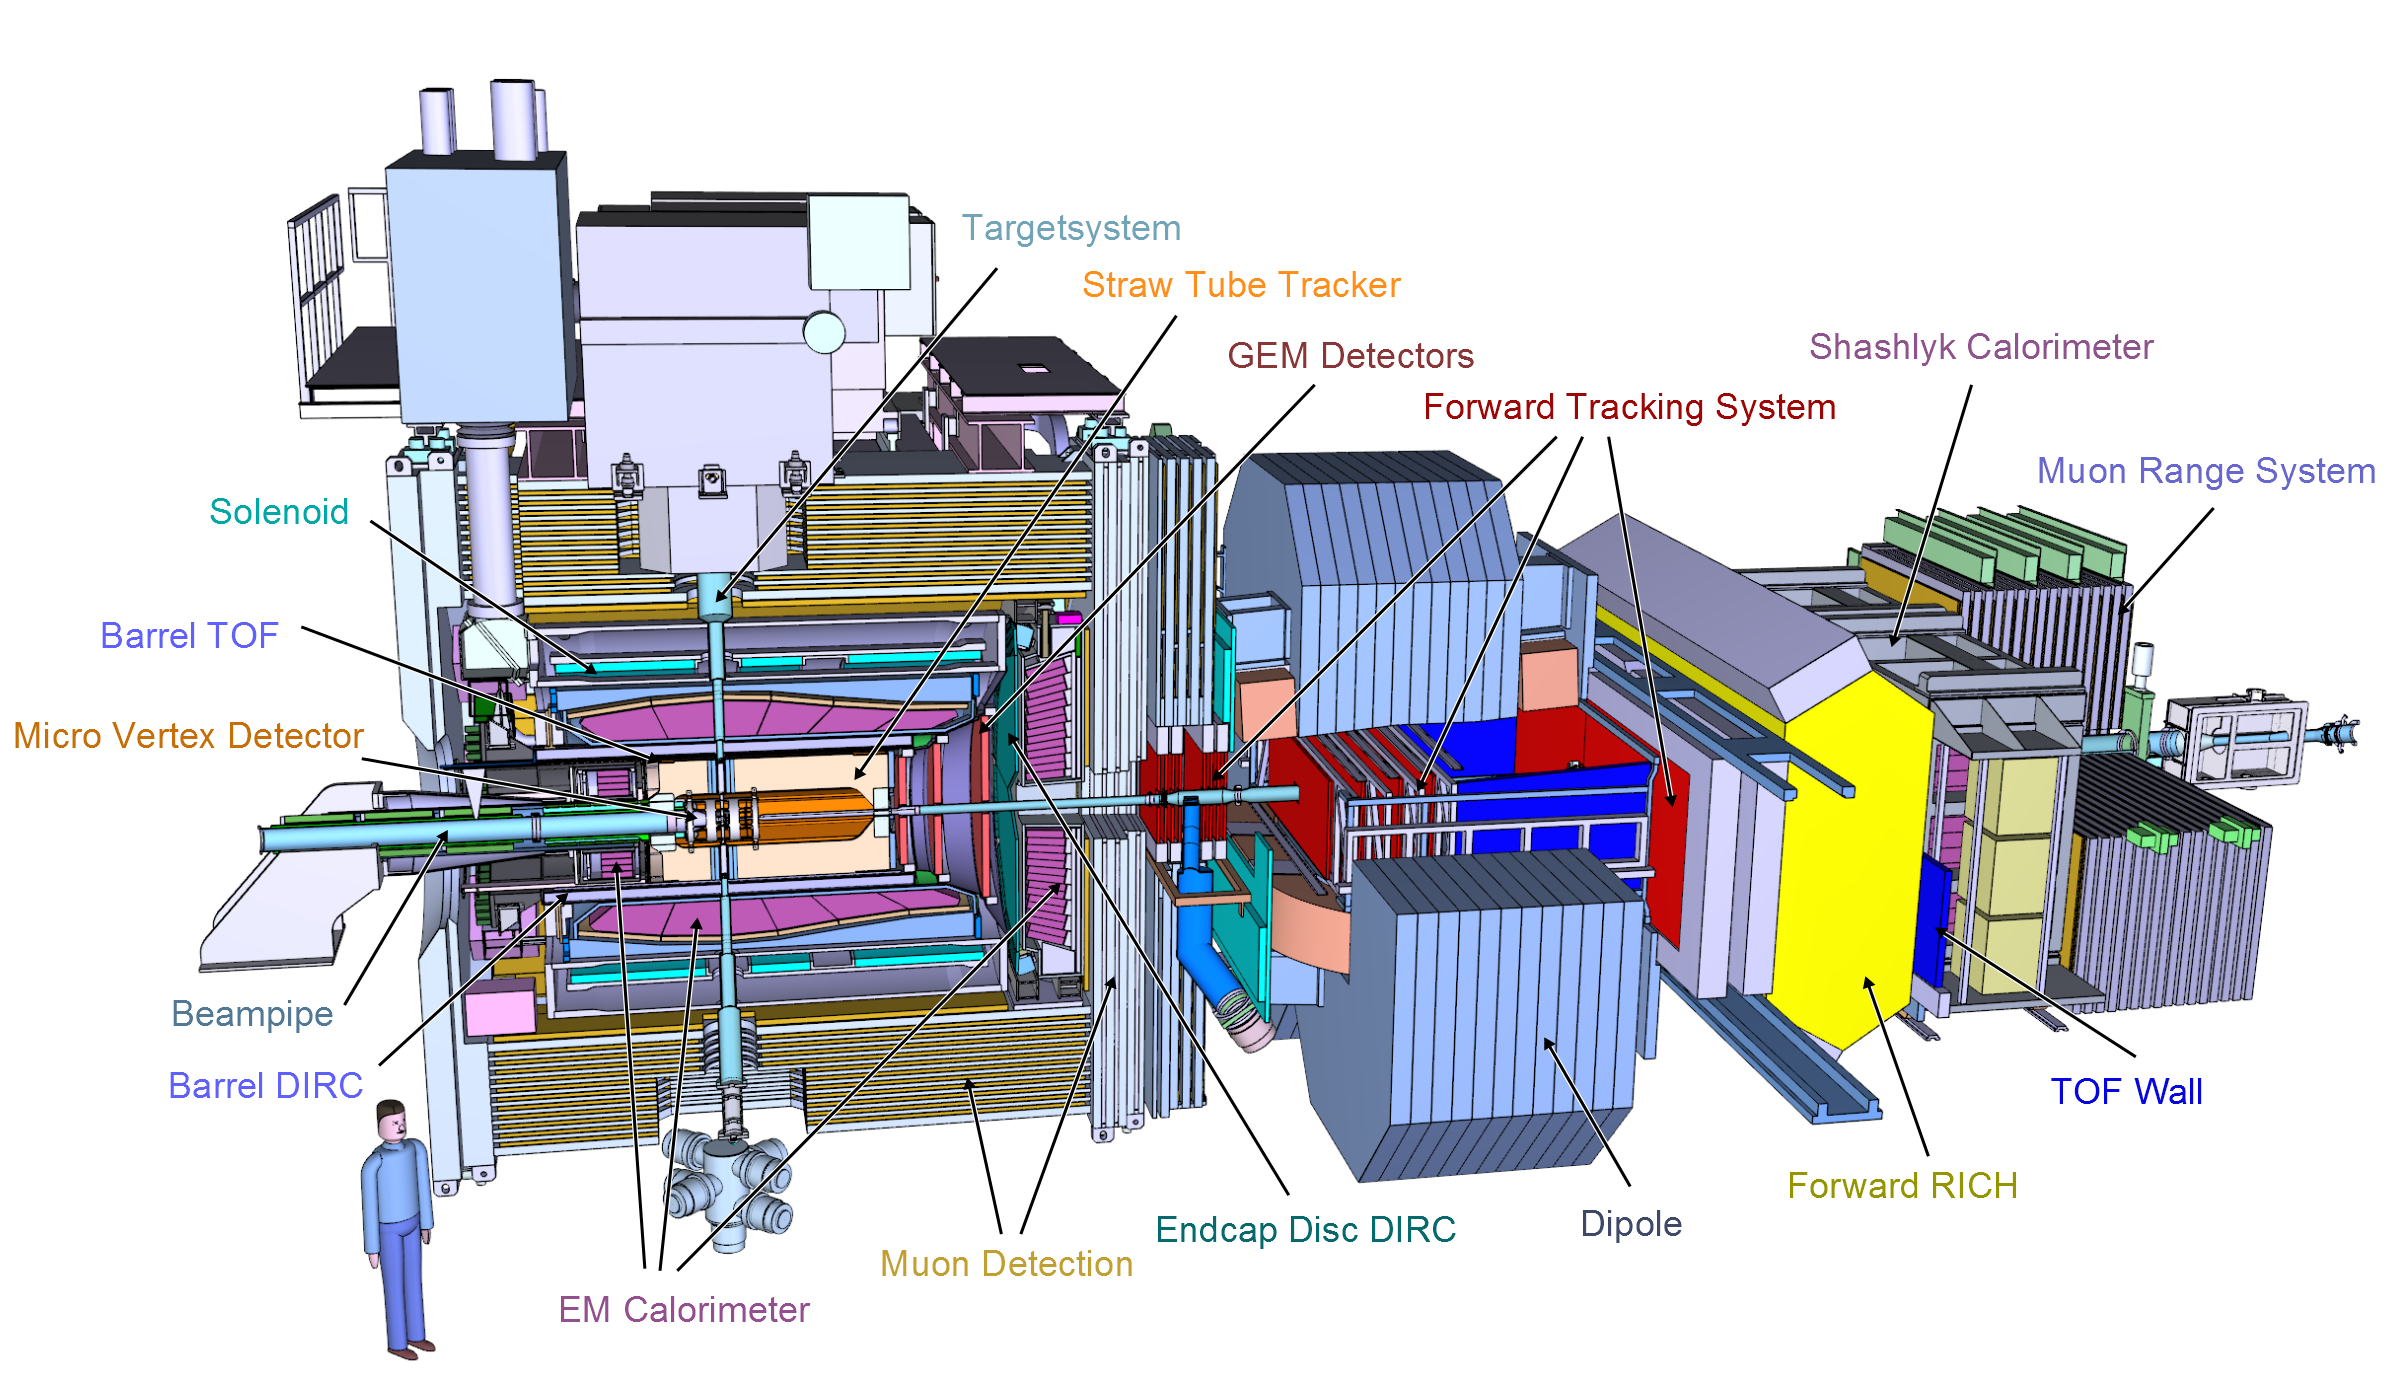 Targetsystem
Straw Tube Tracker
GEM Detectors
Shashlyk Calorimeter
Forward Tracking System
Muon Range System
Solenoid
Barrel TOF
Micro Vertex Detector
Beampipe
Barrel DIRC
TOF Wall
Forward RICH
Dipole
Endcap Disc DIRC
Muon Detection
EM Calorimeter